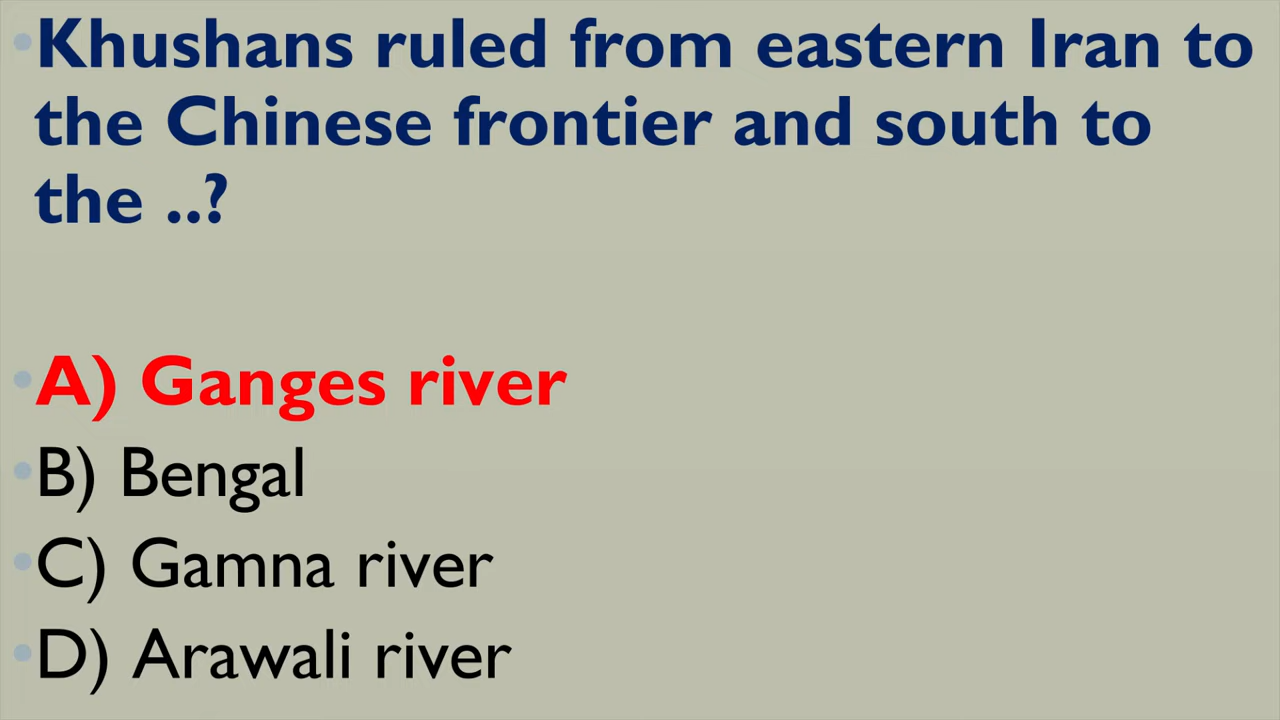 •Khushans ruled from eastern Iran to
the Chinese frontier and south to
the ..?
•A) Ganges river
•B) Bengal
•C) Gamna river
•D) Arawali river